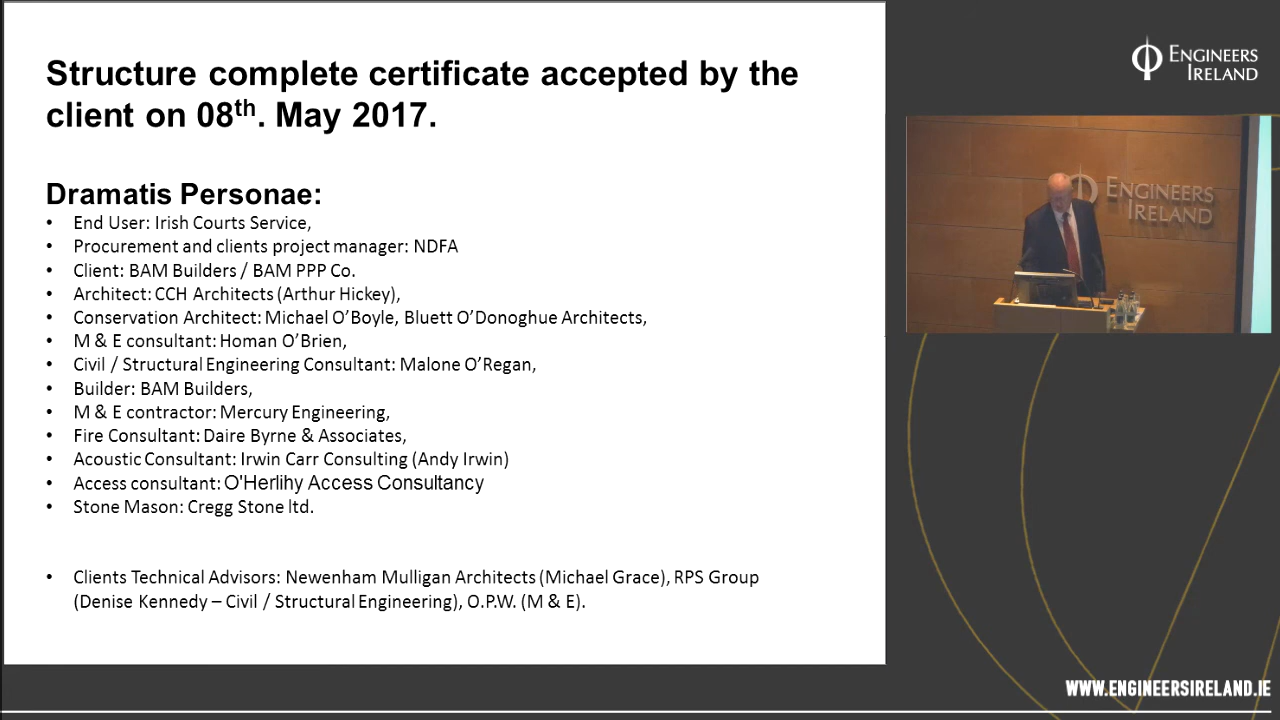 Structure complete certificate accepted by the
client on 08th. May 2017.
Dramatis Personae:
• End User: Irish Courts Service,
• Procurement and clients project manager: NDFA
• Client: BAM Builders / BAM PPP Co.
• Architect: CCH Architects (Arthur Hickey),
• Conservation Architect: Michael O’Boyle, Bluett O’Donoghue Architects,
• M & E consultant: Homan O’Brien,
• Civil / Structural Engineering Consultant: Malone O’Regan,
• Builder: BAM Builders,
• M & E contractor: Mercury Engineering,
• Fire Consultant: Daire Byrne & Associates,
• Acoustic Consultant: Irwin Carr Consulting (Andy Irwin)
• Access consultant: O'Herlihy Access Consultancy
• Stone Mason: Cregg Stone ltd.
• Clients Technical Advisors: Newenham Mulligan Architects (Michael Grace), RPS Group
(Denise Kennedy – Civil / Structural Engineering), O.P.W. (M & E).
ENGINEERS
IRELAND
ENGINEERS
IRELAND
WWW.ENGINEERSIRELAND.IE